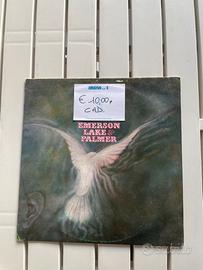 € 10,00,
CAD.
EMERSON
LAKE &
PALMER